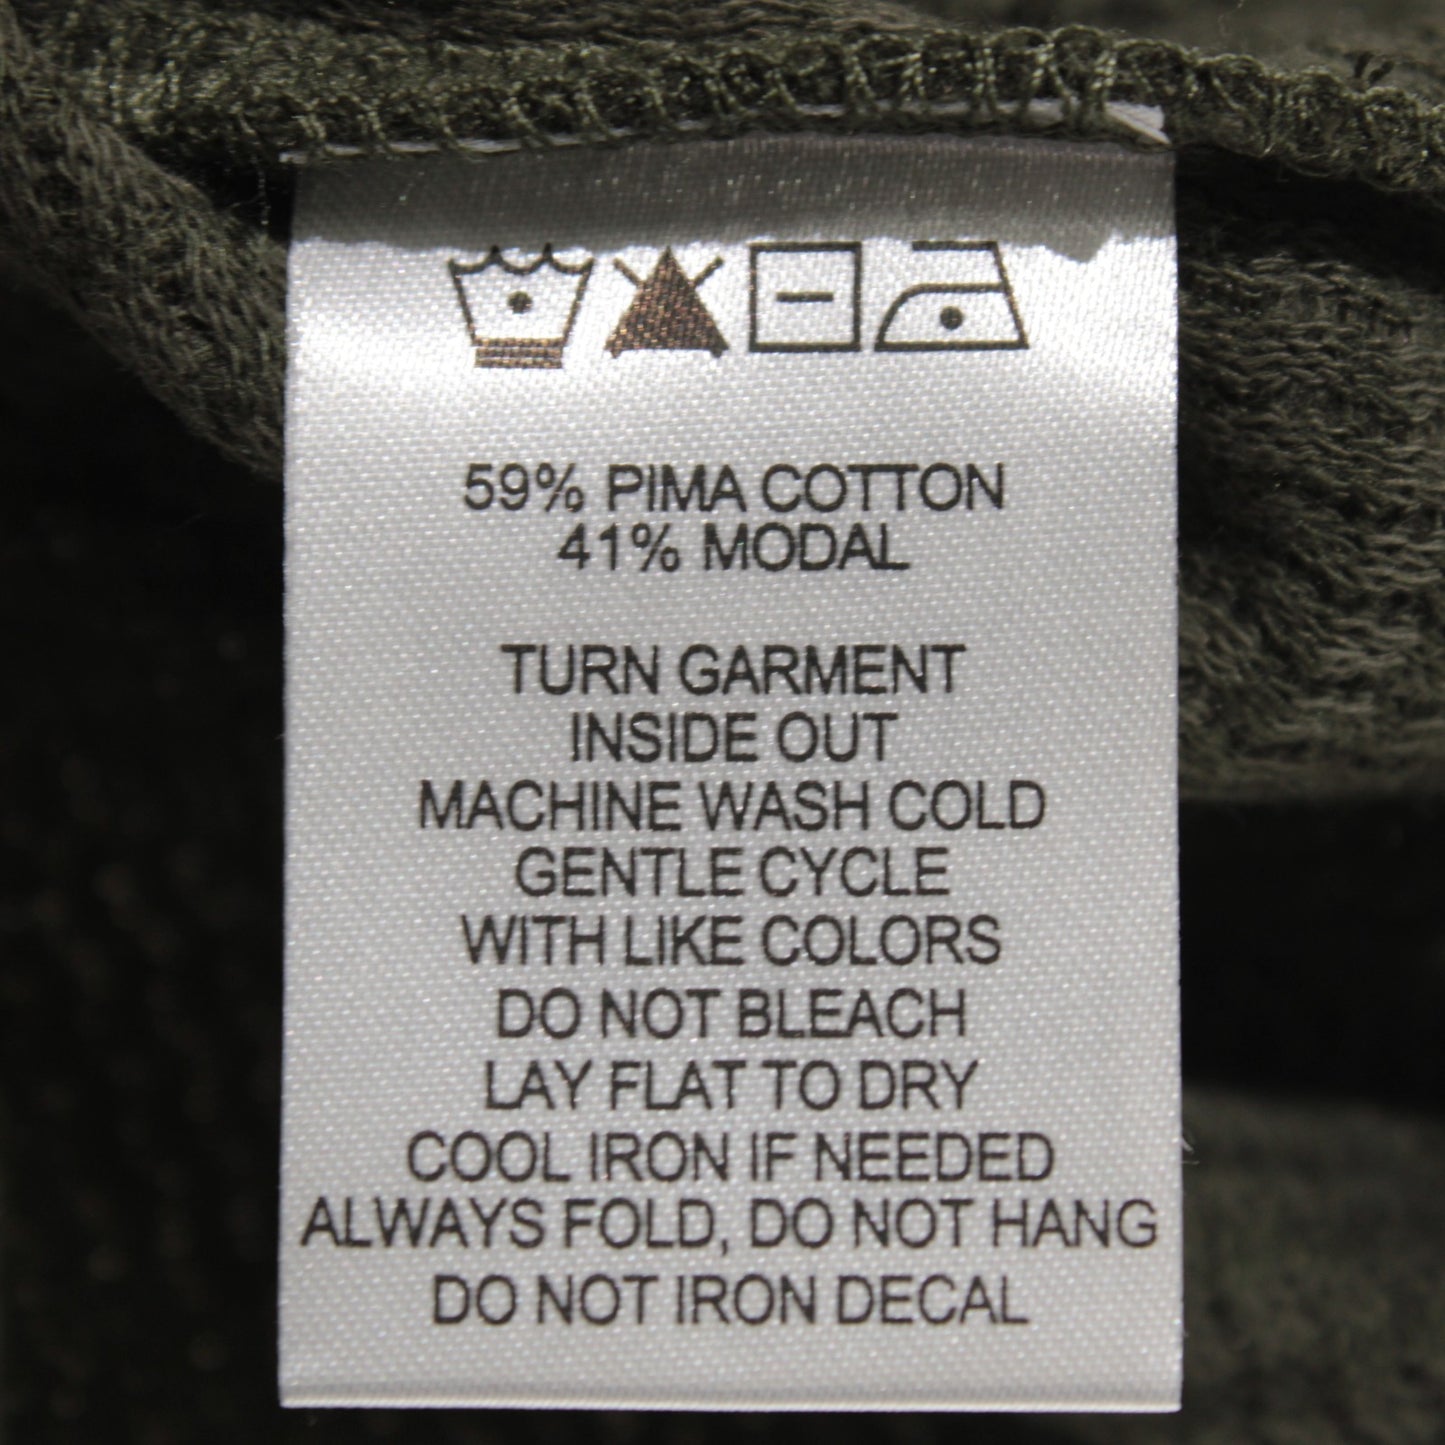 59% PIMA COTTON
41% MODAL
TURN GARMENT
INSIDE OUT
MACHINE WASH COLD
GENTLE CYCLE
WITH LIKE COLORS
DO NOT BLEACH
LAY FLAT TO DRY
COOL IRON IF NEEDED
ALWAYS FOLD, DO NOT HANG
DO NOT IRON DECAL